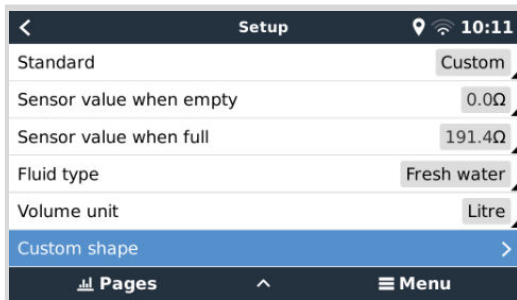 Setup 10:11
Standard Custom
Sensor value when empty 0.0Ω
Sensor value when full 191.4Ω
Fluid type Fresh water
Volume unit Litre
Custom shape
Pages Menu